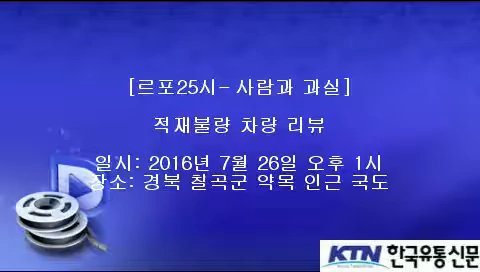 [르포25시- 사람과 과실]
적재불량 차량 리뷰
일시: 2016년 7월 26일 오후 1시
장소: 경북 칠곡군 약목 인근 국도
KTN 한국유통신문